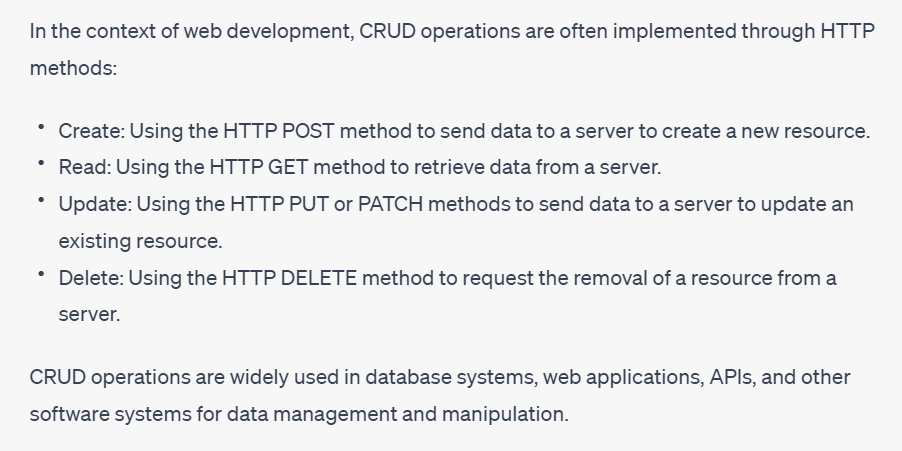 In the context of web development, CRUD operations are often implemented through HTTP
methods:
• Create: Using the HTTP POST method to send data to a server to create a new resource.
• Read: Using the HTTP GET method to retrieve data from a server.
• Update: Using the HTTP PUT or PATCH methods to send data to a server to update an
existing resource.
• Delete: Using the HTTP DELETE method to request the removal of a resource from a
server.
CRUD operations are widely used in database systems, web applications, APIs, and other
software systems for data management and manipulation.